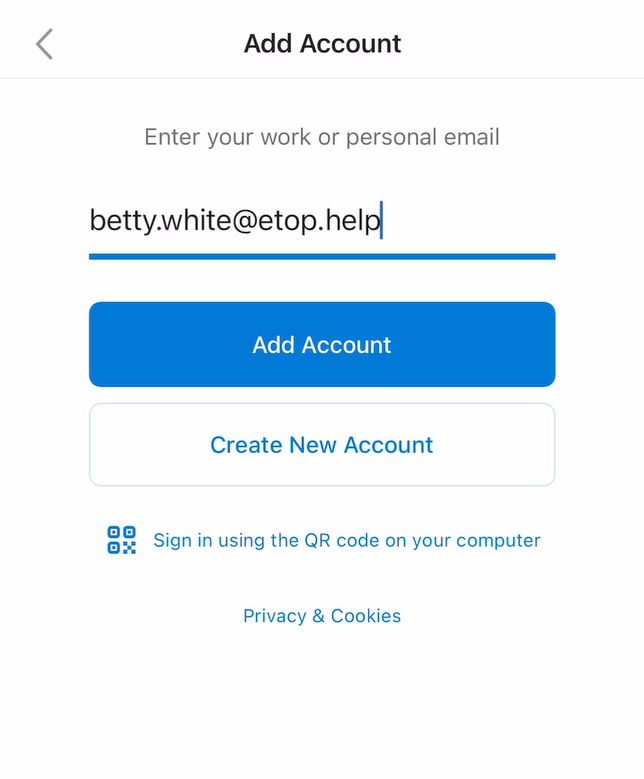 Add Account
Enter your work or personal email
betty.white@etop.help
Add Account
Create New Account
Sign in using the QR code on your computer
Privacy & Cookies